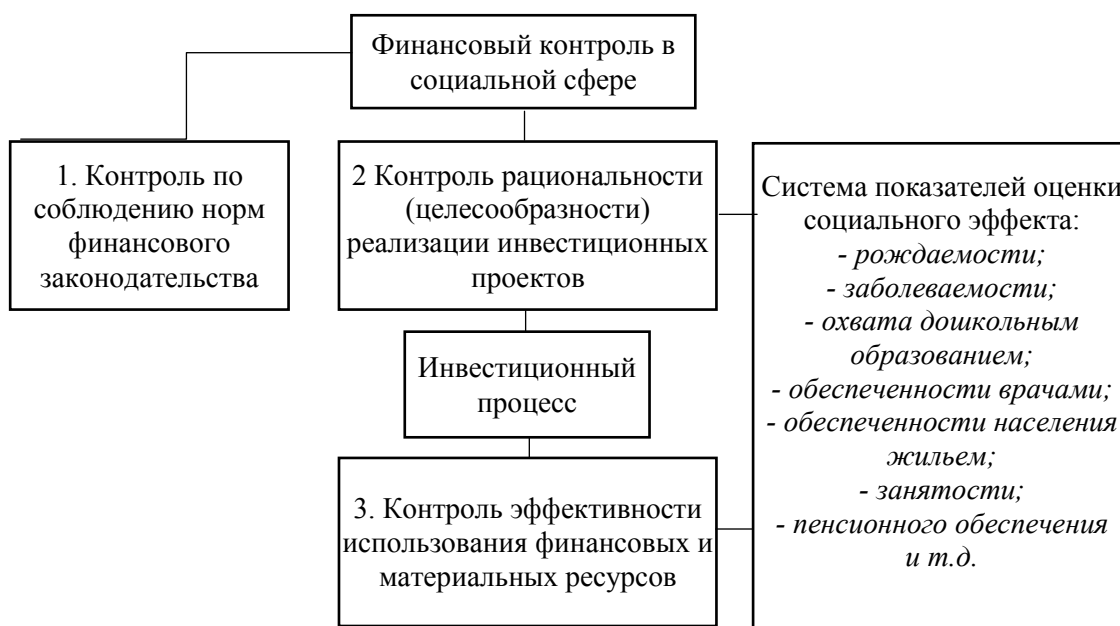 Финансовый контроль в
социальной сфере
1. Контроль по
соблюдению норм
финансового
законодательства
2 Контроль рациональности
(целесообразности)
реализации инвестиционных
проектов
Инвестиционный
процесс
3. Контроль эффективности
использования финансовых и
материальных ресурсов
Система показателей оценки
социального эффекта:
- рождаемости;
- заболеваемости;
- охвата дошкольным
образованием;
- обеспеченности врачами;
- обеспеченности населения
жильем;
- занятости;
- пенсионного обеспечения
и т.д.